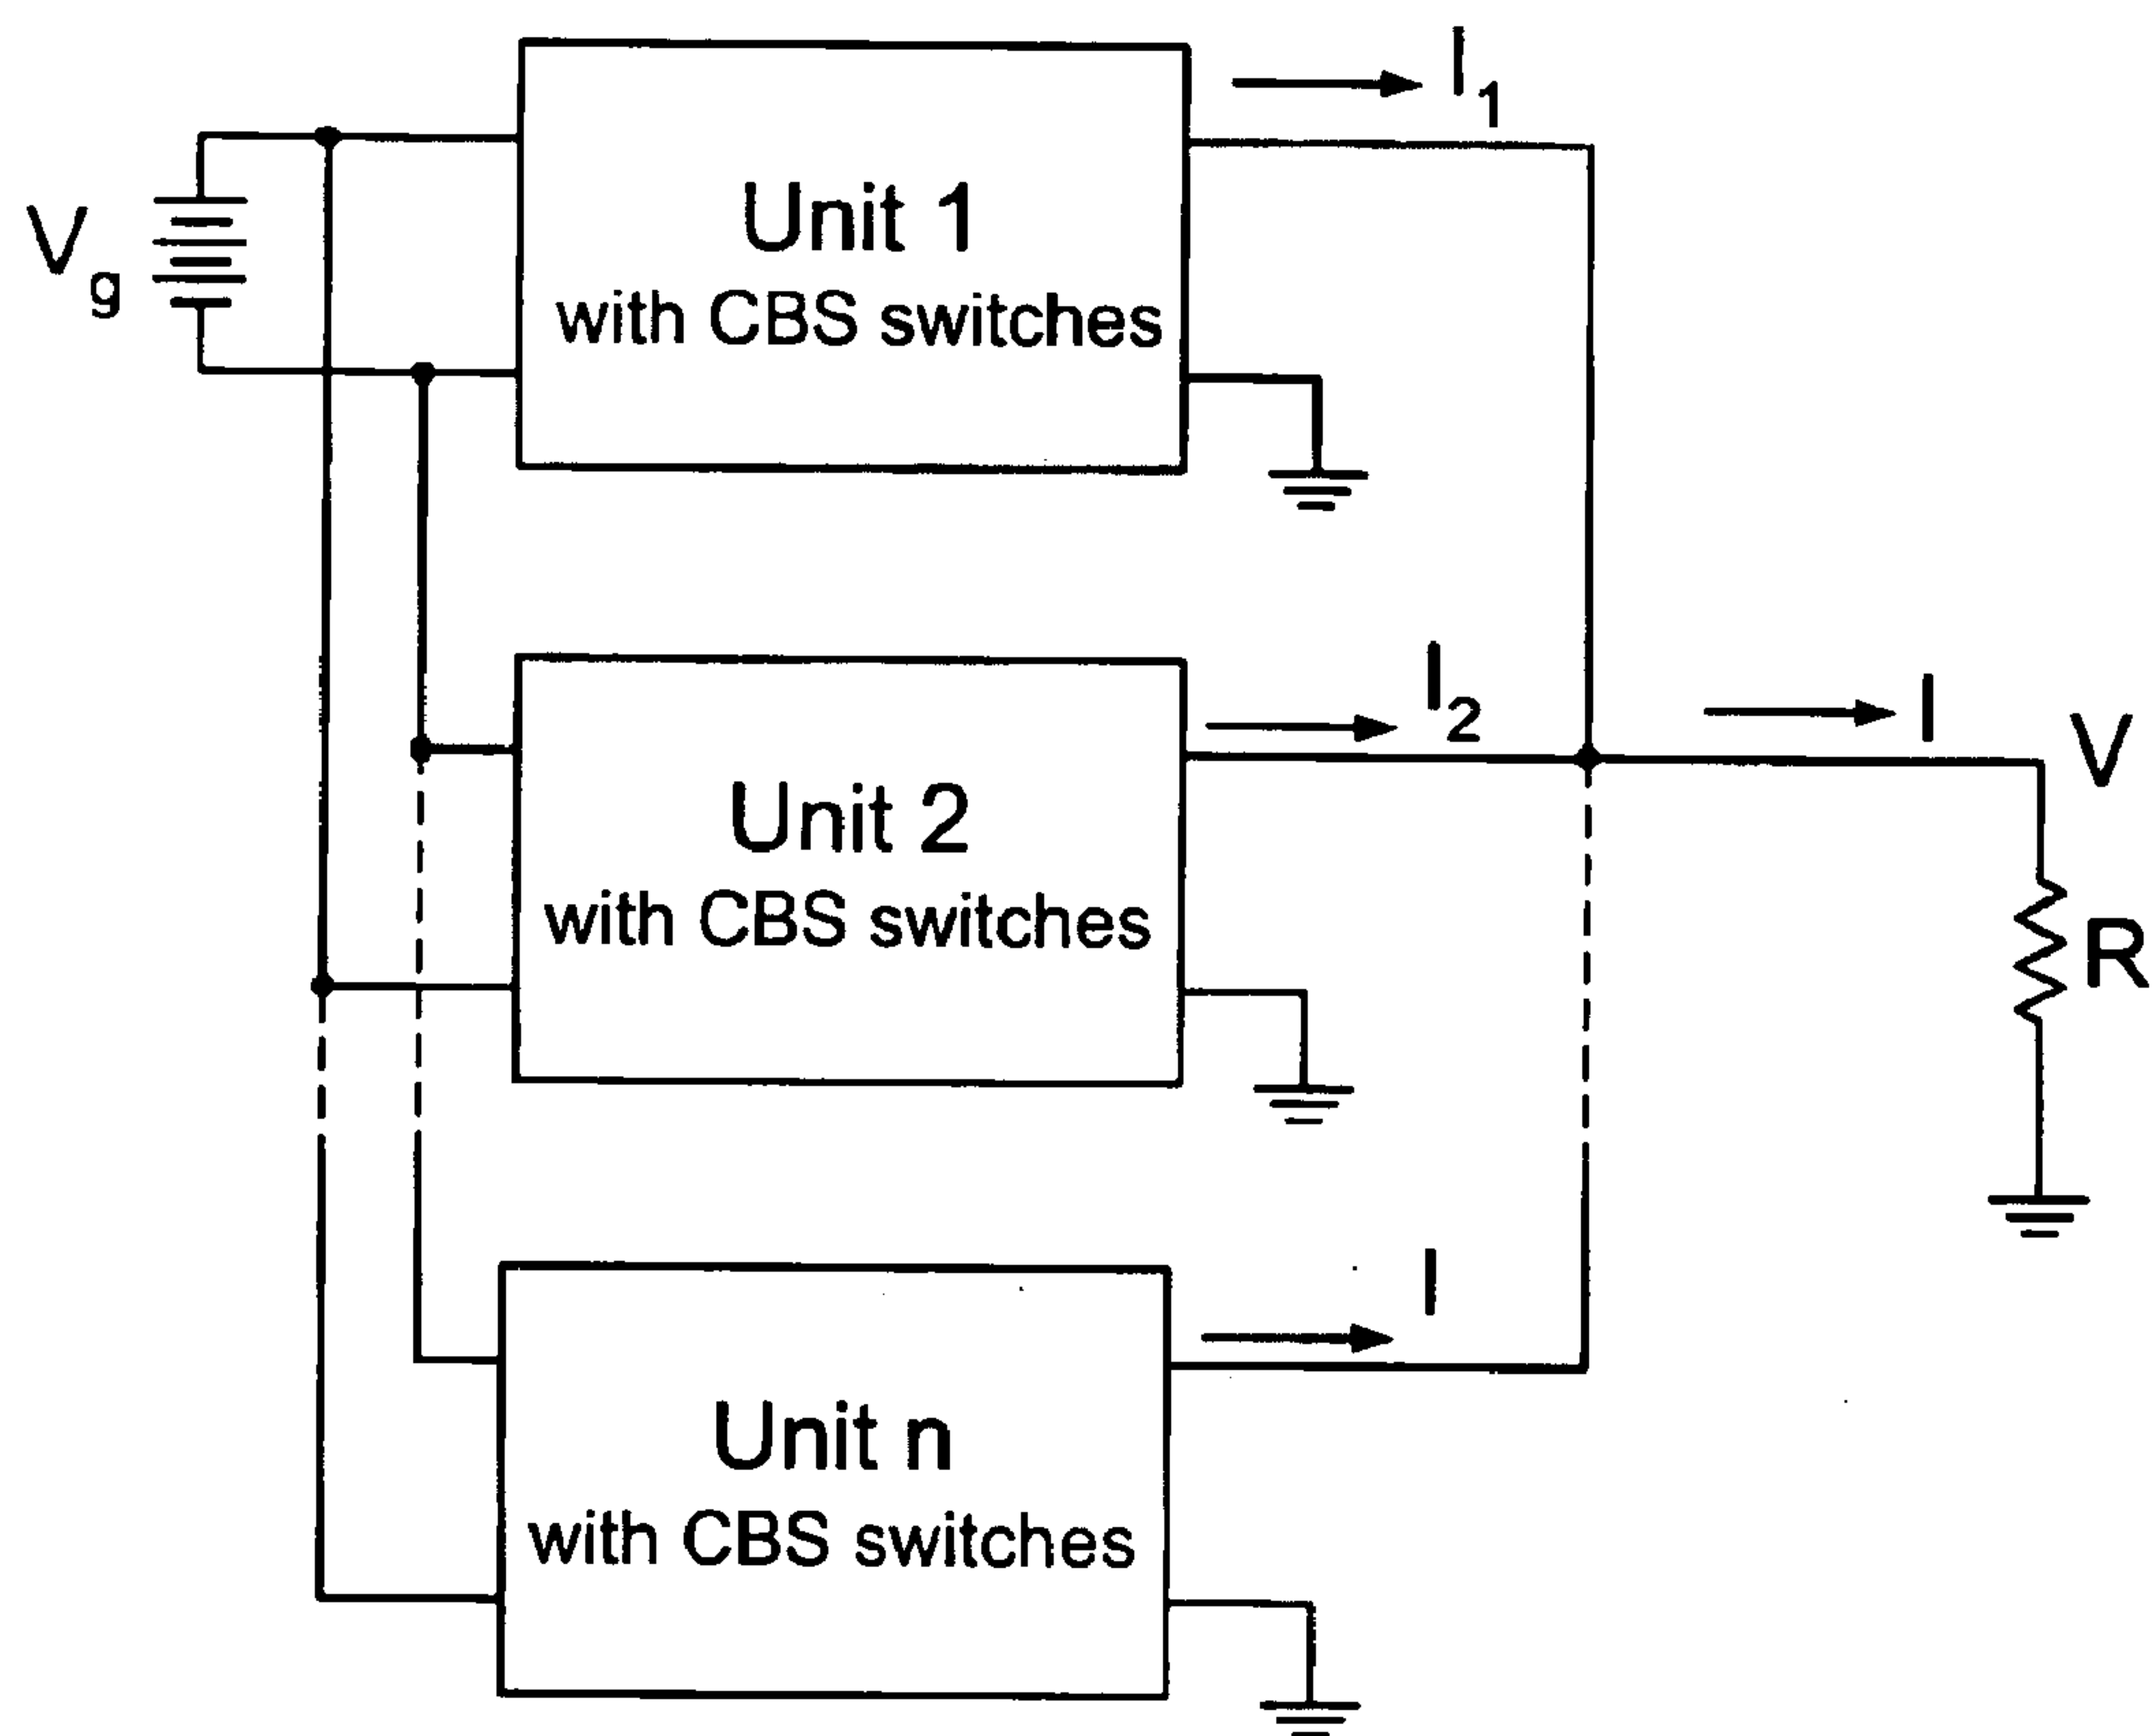 I1
Vg
Unit 1
with CBS switches
I2
I
V
Unit 2
with CBS switches
R
I
Unit n
with CBS switches